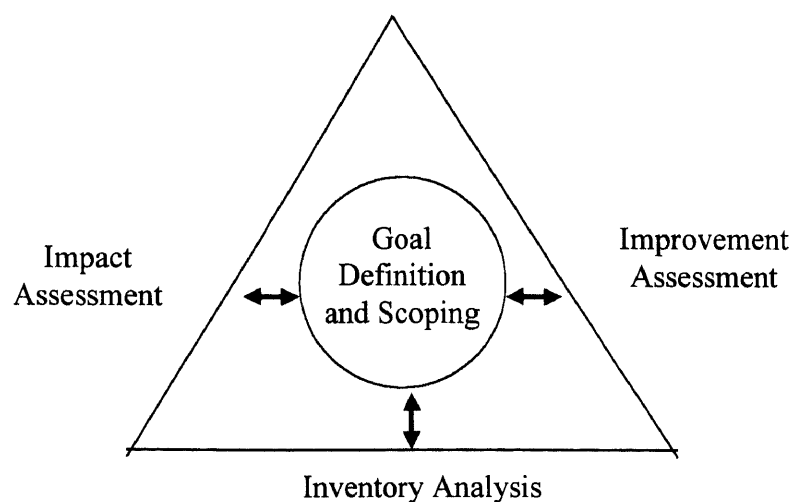 Impact
Assessment
Goal
Definition
and Scoping
Improvement
Assessment
Inventory Analysis